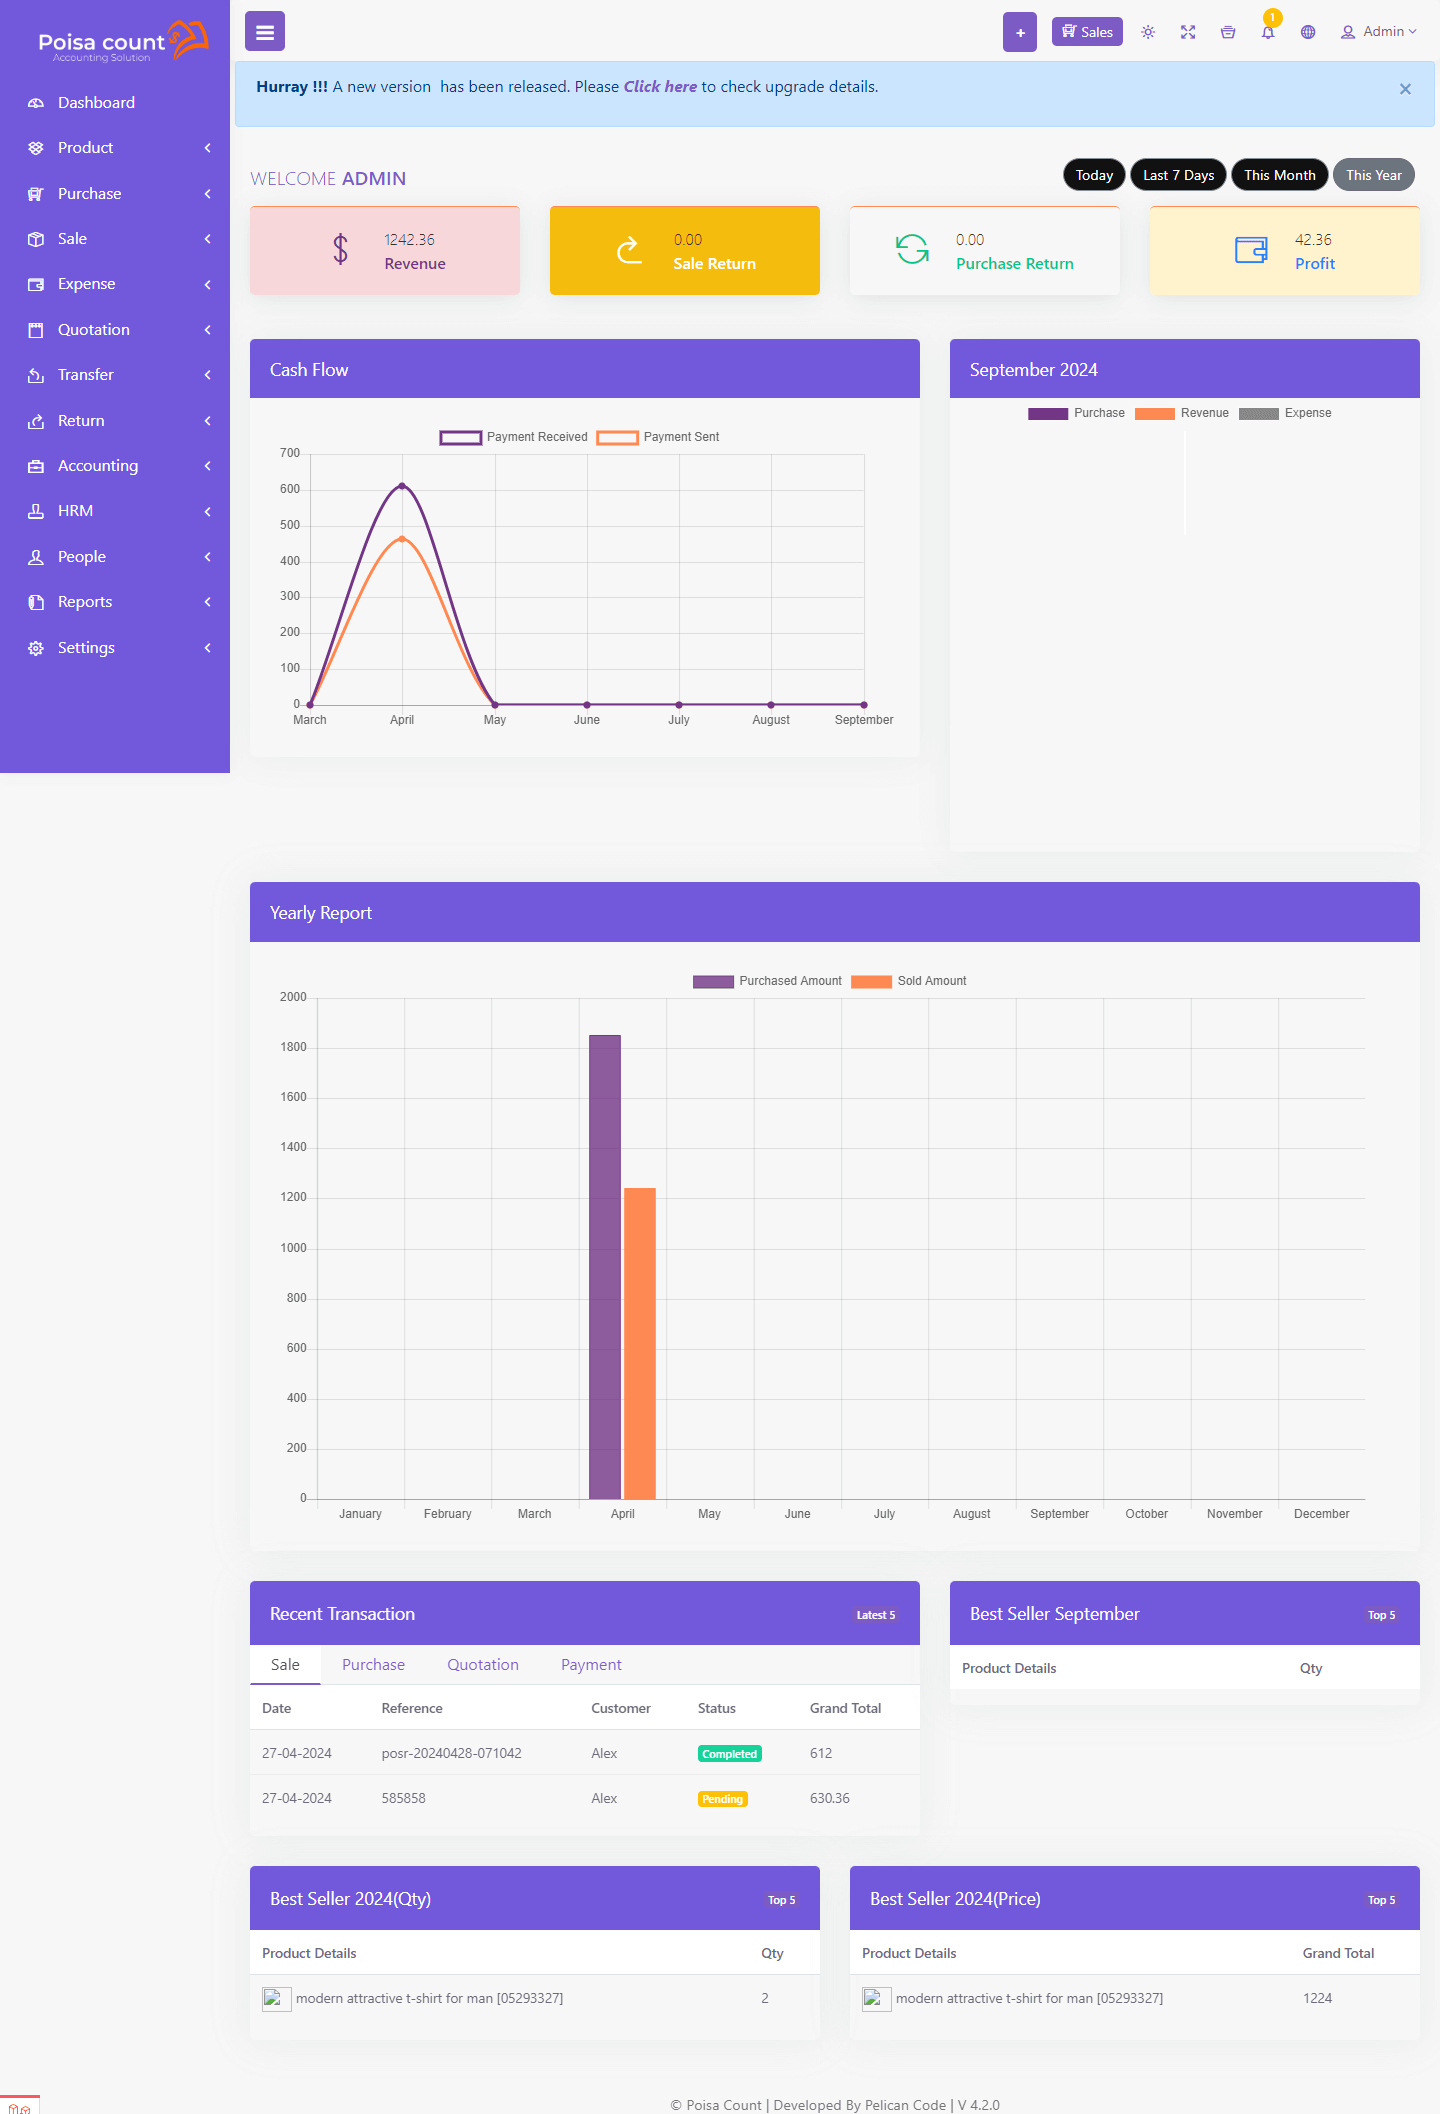 Poisa count
Accounting Solution
+
Sales
1
Admin
Hurray !!! A new version has been released. Please Click here to check upgrade details.
×
Dashboard
Product
Purchase
Sale
Expense
Quotation
Transfer
Return
Accounting
HRM
People
Reports
Settings
WELCOME ADMIN
Today
Last 7 Days
This Month
This Year
1242.36
Revenue
0.00
Sale Return
0.00
Purchase Return
42.36
Profit
Cash Flow
Payment Received
Payment Sent
700
600
500
400
300
200
100
0
March
April
May
June
July
August
September
September 2024
Purchase
Revenue
Expense
Yearly Report
Purchased Amount
Sold Amount
2000
1800
1600
1400
1200
1000
800
600
400
200
0
January
February
March
April
May
June
July
August
September
October
November
December
Recent Transaction
Latest 5
Sale Purchase Quotation Payment
Date Reference Customer Status Grand Total
27-04-2024 posr-20240428-071042 Alex Completed 612
27-04-2024 585858 Alex Pending 630.36
Best Seller September
Top 5
Product Details Qty
Best Seller 2024(Qty)
Top 5
Product Details Qty
modern attractive t-shirt for man [05293327] 2
Best Seller 2024(Price)
Top 5
Product Details Grand Total
modern attractive t-shirt for man [05293327] 1224
© Poisa Count | Developed By Pelican Code | V 4.2.0